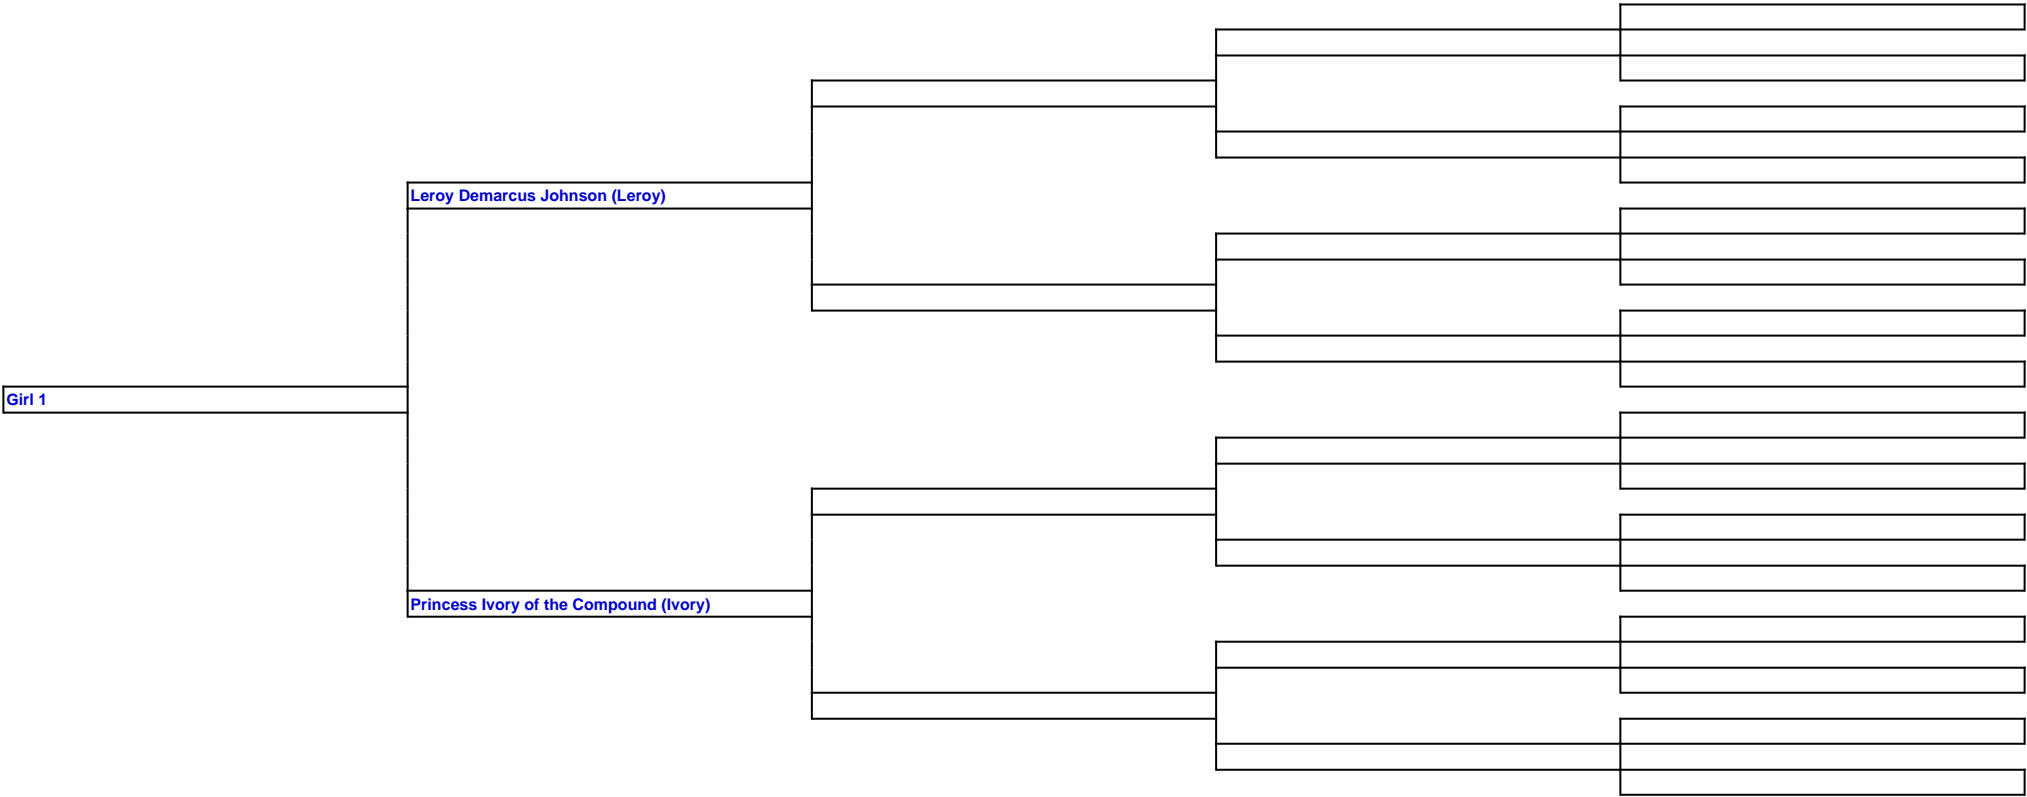 Leroy Demarcus Johnson (Leroy)
Girl 1
Princess Ivory of the Compound (Ivory)